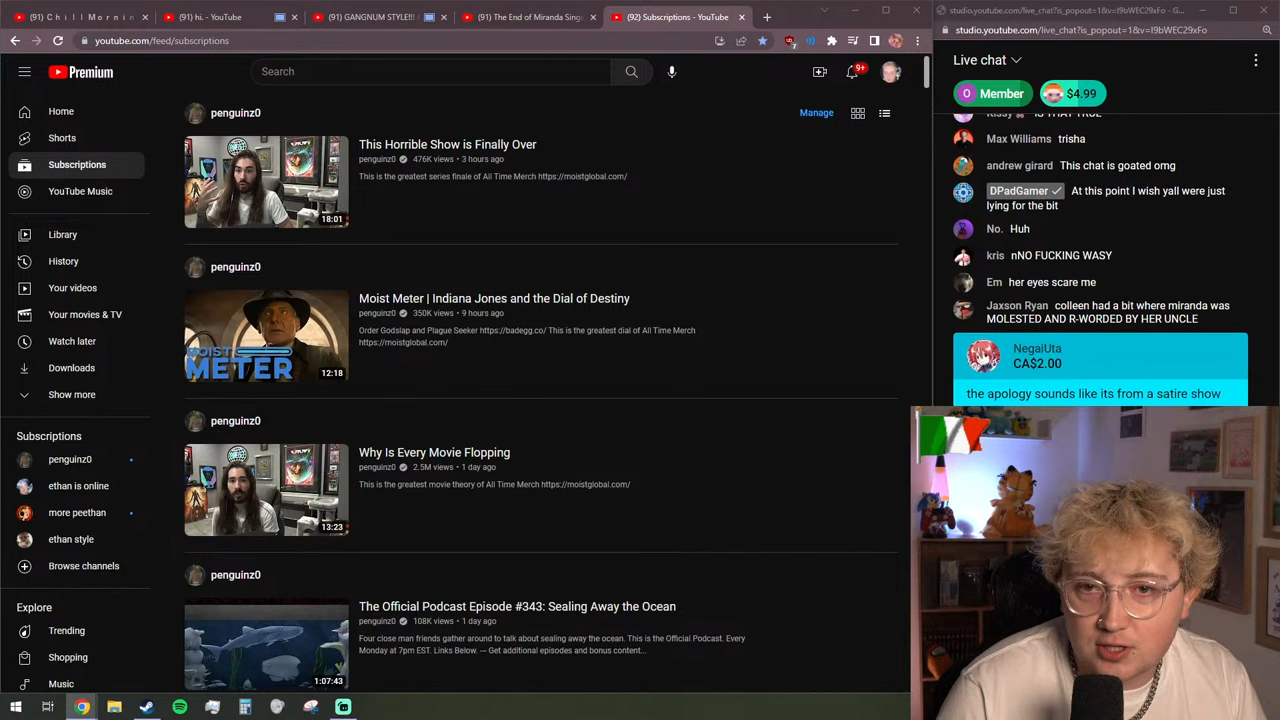 (91) C h i l l M o r n i n
(91) hi. - YouTube
(91) GANGNUM STYLE!!!
(91) The End of Miranda Sing
(92) Subscriptions - YouTube
youtube.com/feed/subscriptions
Premium
Search
9+
Home
Shorts
Subscriptions
YouTube Music
Library
History
Your videos
Your movies & TV
Watch later
Downloads
Show more
Subscriptions
penguinz0
ethan is online
more peethan
ethan style
Browse channels
Explore
Trending
Shopping
Music
penguinz0
Manage
18:01
This Horrible Show is Finally Over
penguinz0 476K views • 3 hours ago
This is the greatest series finale of All Time Merch https://moistglobal.com/
penguinz0
MOIST
METER
12:18
Moist Meter | Indiana Jones and the Dial of Destiny
penguinz0 350K views • 9 hours ago
Order Godslap and Plague Seeker https://badegg.co/ This is the greatest dial of All Time Merch
https://moistglobal.com/
penguinz0
13:23
Why Is Every Movie Flopping
penguinz0 2.5M views • 1 day ago
This is the greatest movie theory of All Time Merch https://moistglobal.com/
penguinz0
1:07:43
The Official Podcast Episode #343: Sealing Away the Ocean
penguinz0 108K views • 1 day ago
Four close man friends gather around to talk about sealing away the ocean. This is the Official Podcast. Every
Monday at 7pm EST. Links Below. --- Get additional episodes and bonus content...
studio.youtube.com/live_chat?is_popout=1&v=I9bWEC29xFo - G...
studio.youtube.com/live_chat?is_popout=1&v=I9bWEC29xFo
Live chat
O Member
$4.99
IS THAT TRUE
Max Williams trisha
andrew girard This chat is goated omg
DPadGamer At this point I wish yall were just
lying for the bit
No. Huh
kris nNO FUCKING WASY
Em her eyes scare me
Jaxson Ryan colleen had a bit where miranda was
MOLESTED AND R-WORDED BY HER UNCLE
NegaiUta
CA$2.00
the apology sounds like its from a satire show